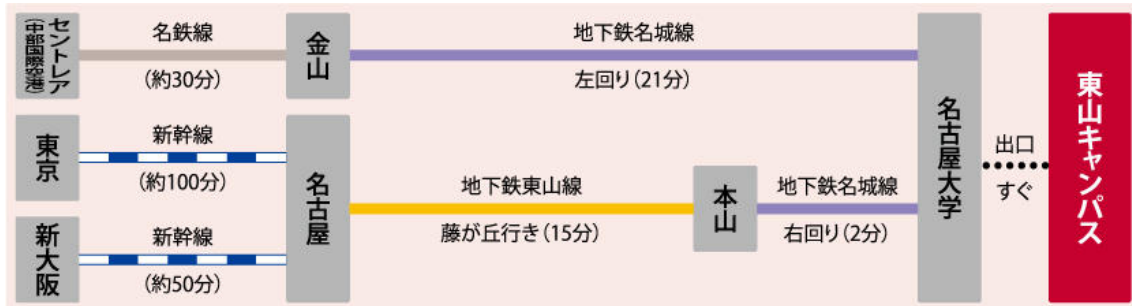 セントレア
(中部国際空港)
名鉄線
(約30分)
金山
地下鉄名城線
左回り(21分)
東京
新幹線
(約100分)
新大阪
新幹線
(約50分)
名古屋
地下鉄東山線
藤が丘行き(15分)
本山
地下鉄名城線
右回り(2分)
名古屋大学
出口
すぐ
東山キャンパス